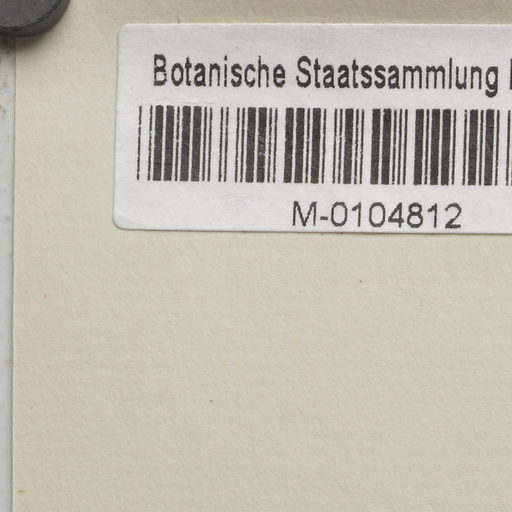 Botanische Staatssammlung
M-0104812